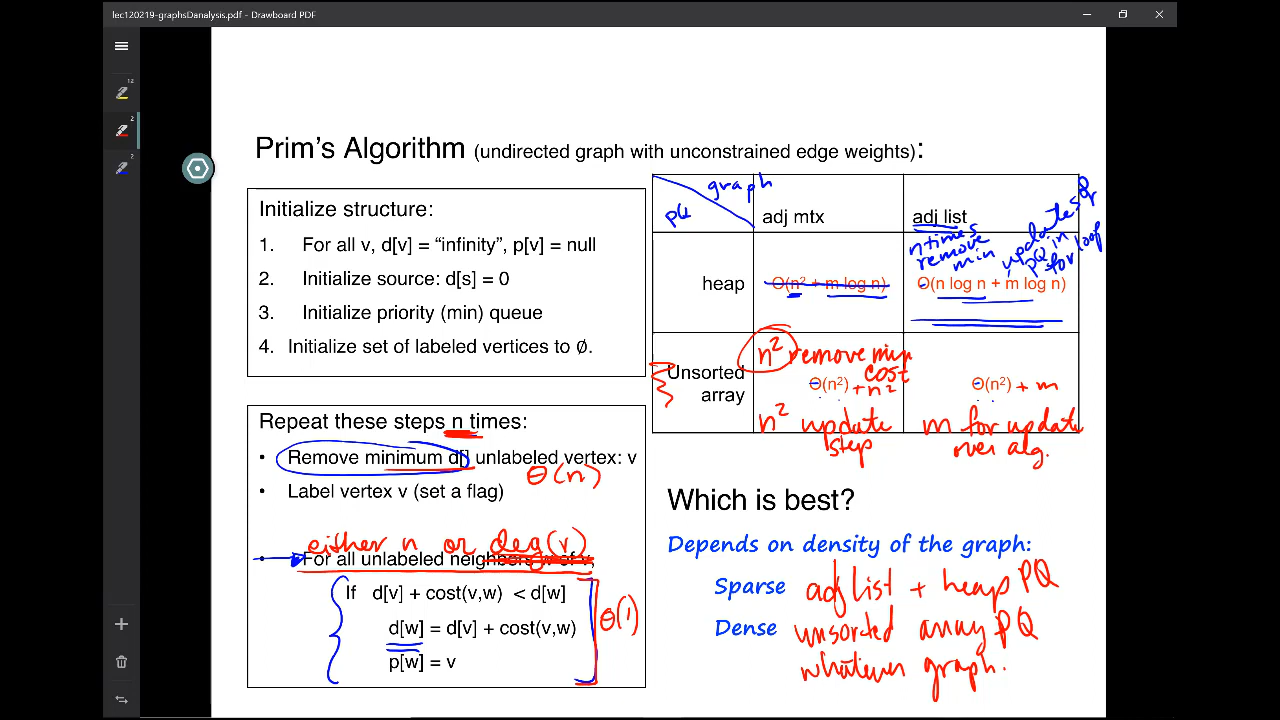 lec120219-graphsDanalysis.pdf - Drawboard PDF
12
2
2
Prim's Algorithm (undirected graph with unconstrained edge weights):
Initialize structure:
1. For all v, d[v] = “infinity”, p[v] = null
2. Initialize source: d[s] = 0
3. Initialize priority (min) queue
4. Initialize set of labeled vertices to ∅.
Repeat these steps n times:
• Remove minimum d[] unlabeled vertex: v
θ(n)
• Label vertex v (set a flag)
either n or deg(v)
• For all unlabeled neighbors w of v,
If d[v] + cost(v,w) < d[w]
d[w] = d[v] + cost(v,w)
p[w] = v
θ(1)
graph
PQ
adj mtx
adj list
n times
remove
min
updates
PQ in
for loop
heap
Θ(n² + m log n)
Θ(n log n + m log n)
Unsorted
array
n² remove min
cost
Θ(n²) + n²
n² update
step
Θ(n²) + m
m for update
over alg.
Which is best?
Depends on density of the graph:
Sparse adj list + heap PQ
Dense unsorted array PQ
whatever graph.